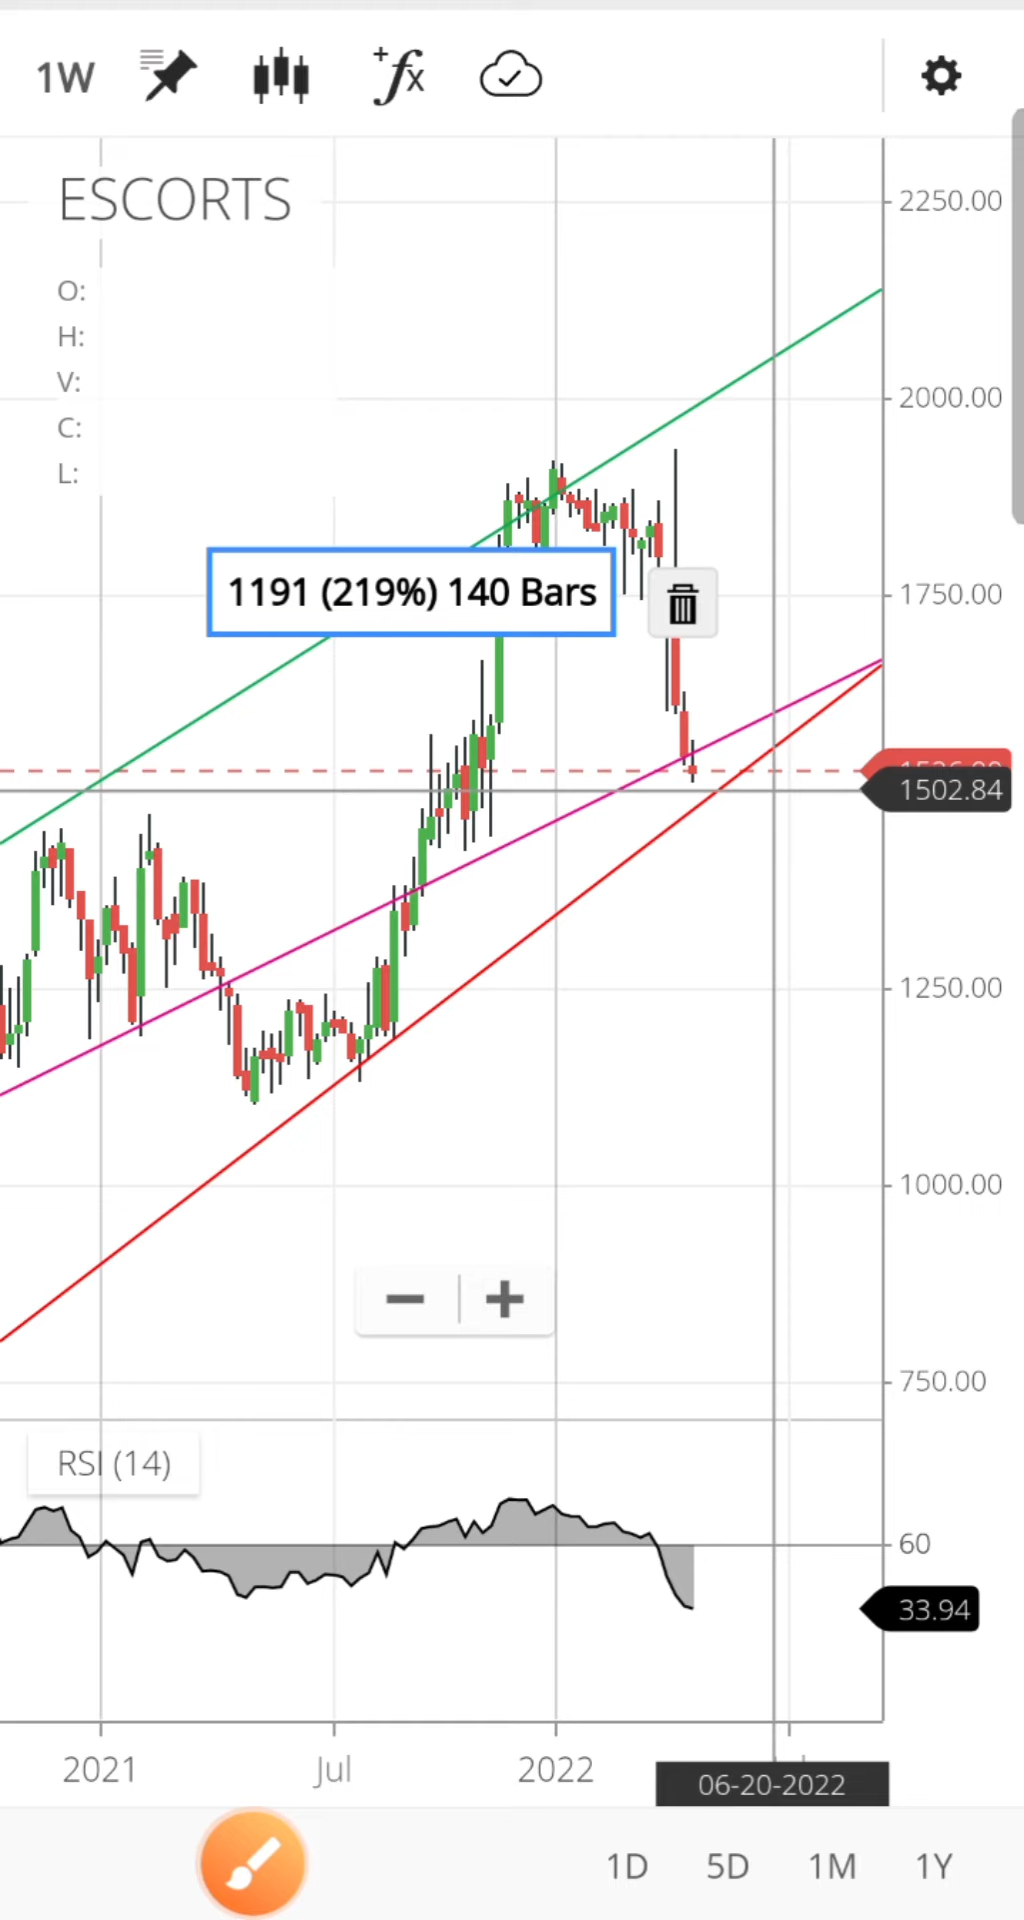 1W
ESCORTS
O:
H:
V:
C:
L:
2250.00
2000.00
1191 (219%) 140 Bars
1750.00
1502.84
1250.00
1000.00
750.00
RSI (14)
60
33.94
2021
Jul
2022
06-20-2022
1D
5D
1M
1Y